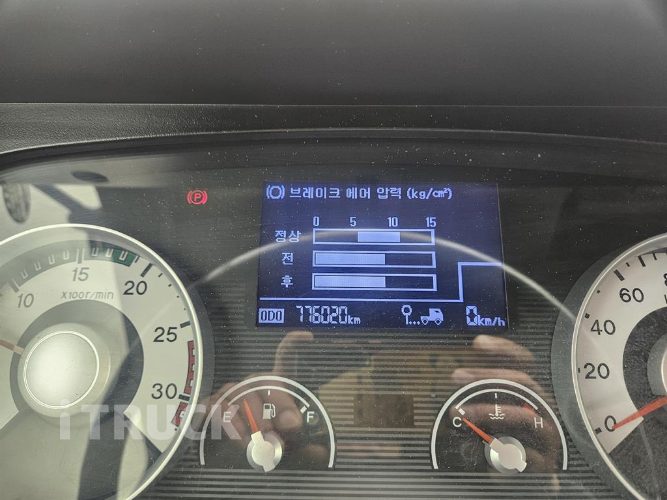 (O) 브레이크 에어 압력 (kg/㎠)
0 5 10 15
정상
전
후
ODO 776020km 0km/h
10 15 20 25 30
X100r/min
E F
C H
60 40 20 0
P
iTRUCK